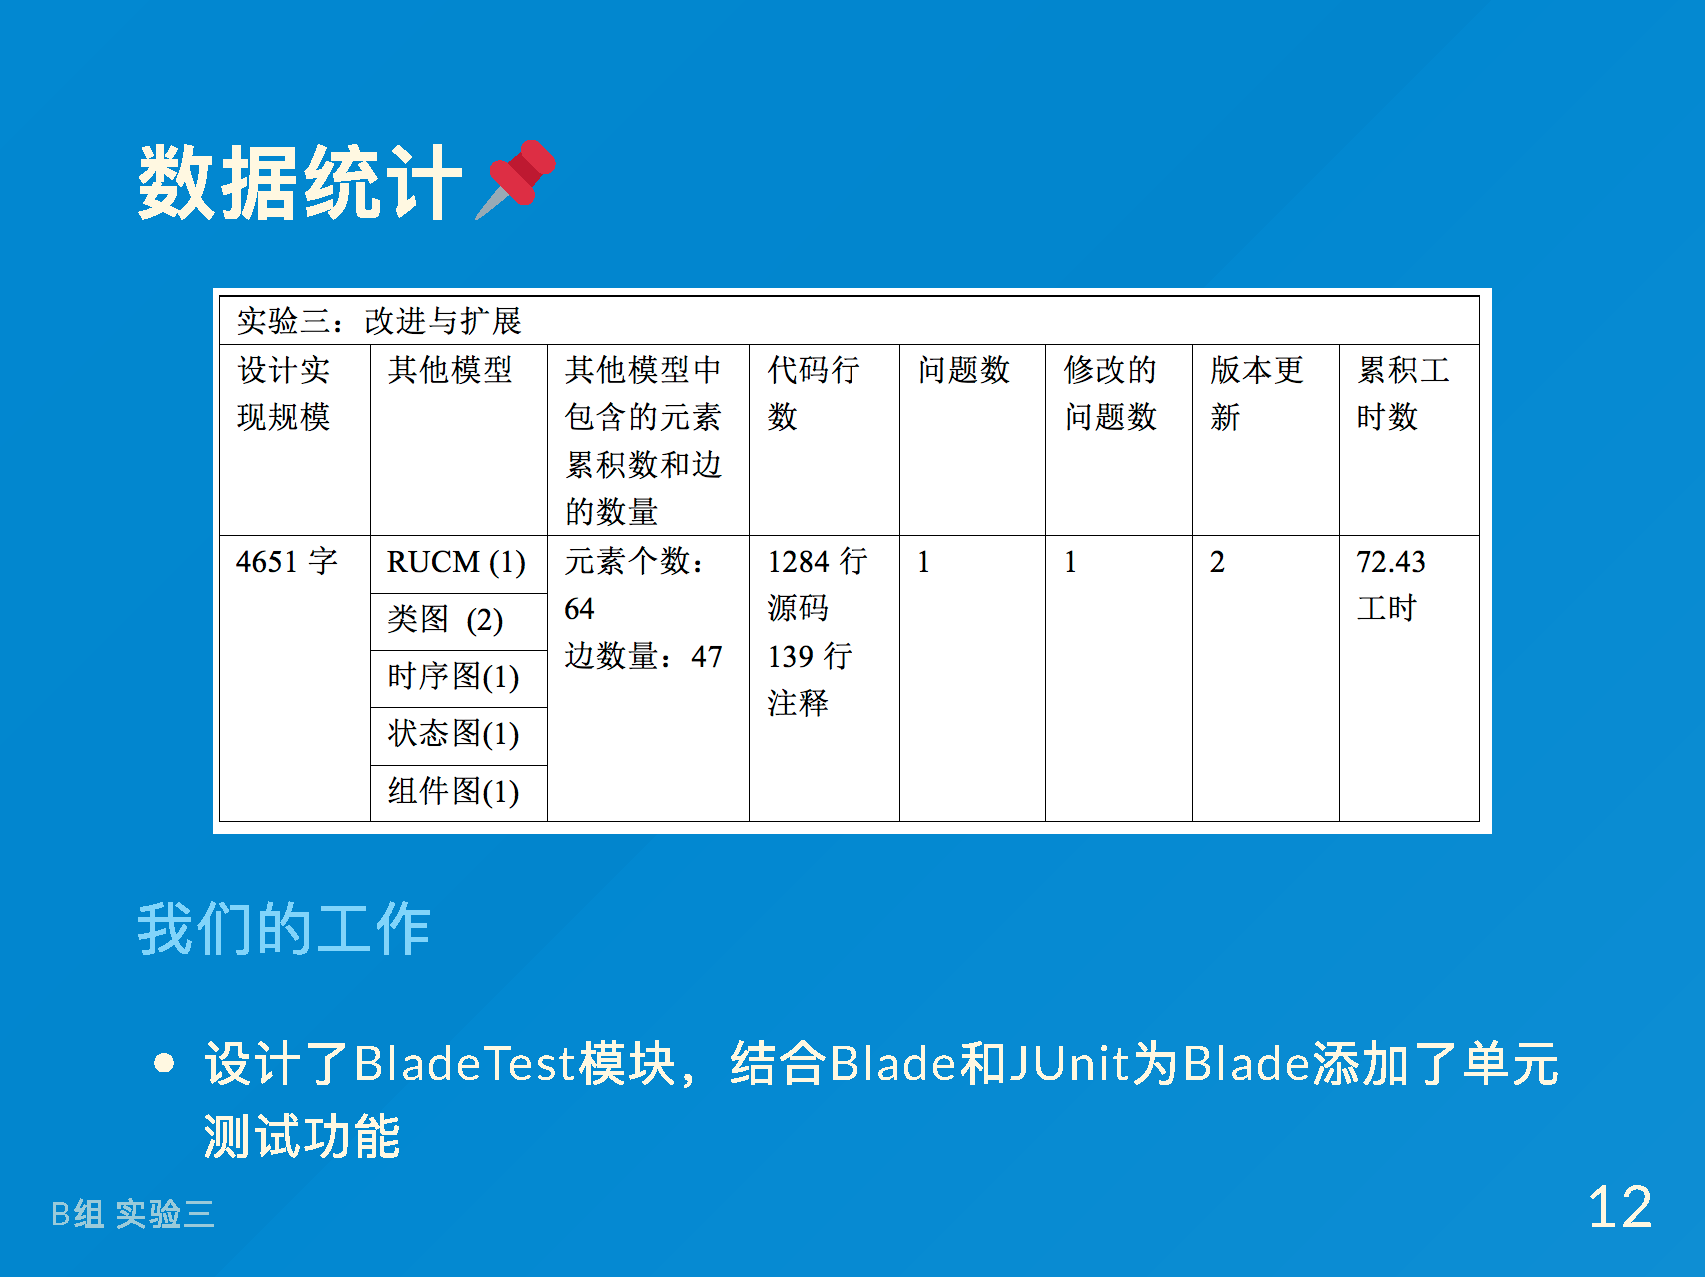 数据统计📌
实验三：改进与扩展
设计实
现规模
其他模型
其他模型中
包含的元素
累积数和边
的数量
代码行
数
问题数
修改的
问题数
版本更
新
累积工
时数
4651 字
RUCM (1)
类图 (2)
时序图(1)
状态图(1)
组件图(1)
元素个数：
64
边数量：47
1284 行
源码
139 行
注释
1
1
2
72.43
工时
我们的工作
设计了BladeTest模块，结合Blade和JUnit为Blade添加了单元
测试功能
B组 实验三
12